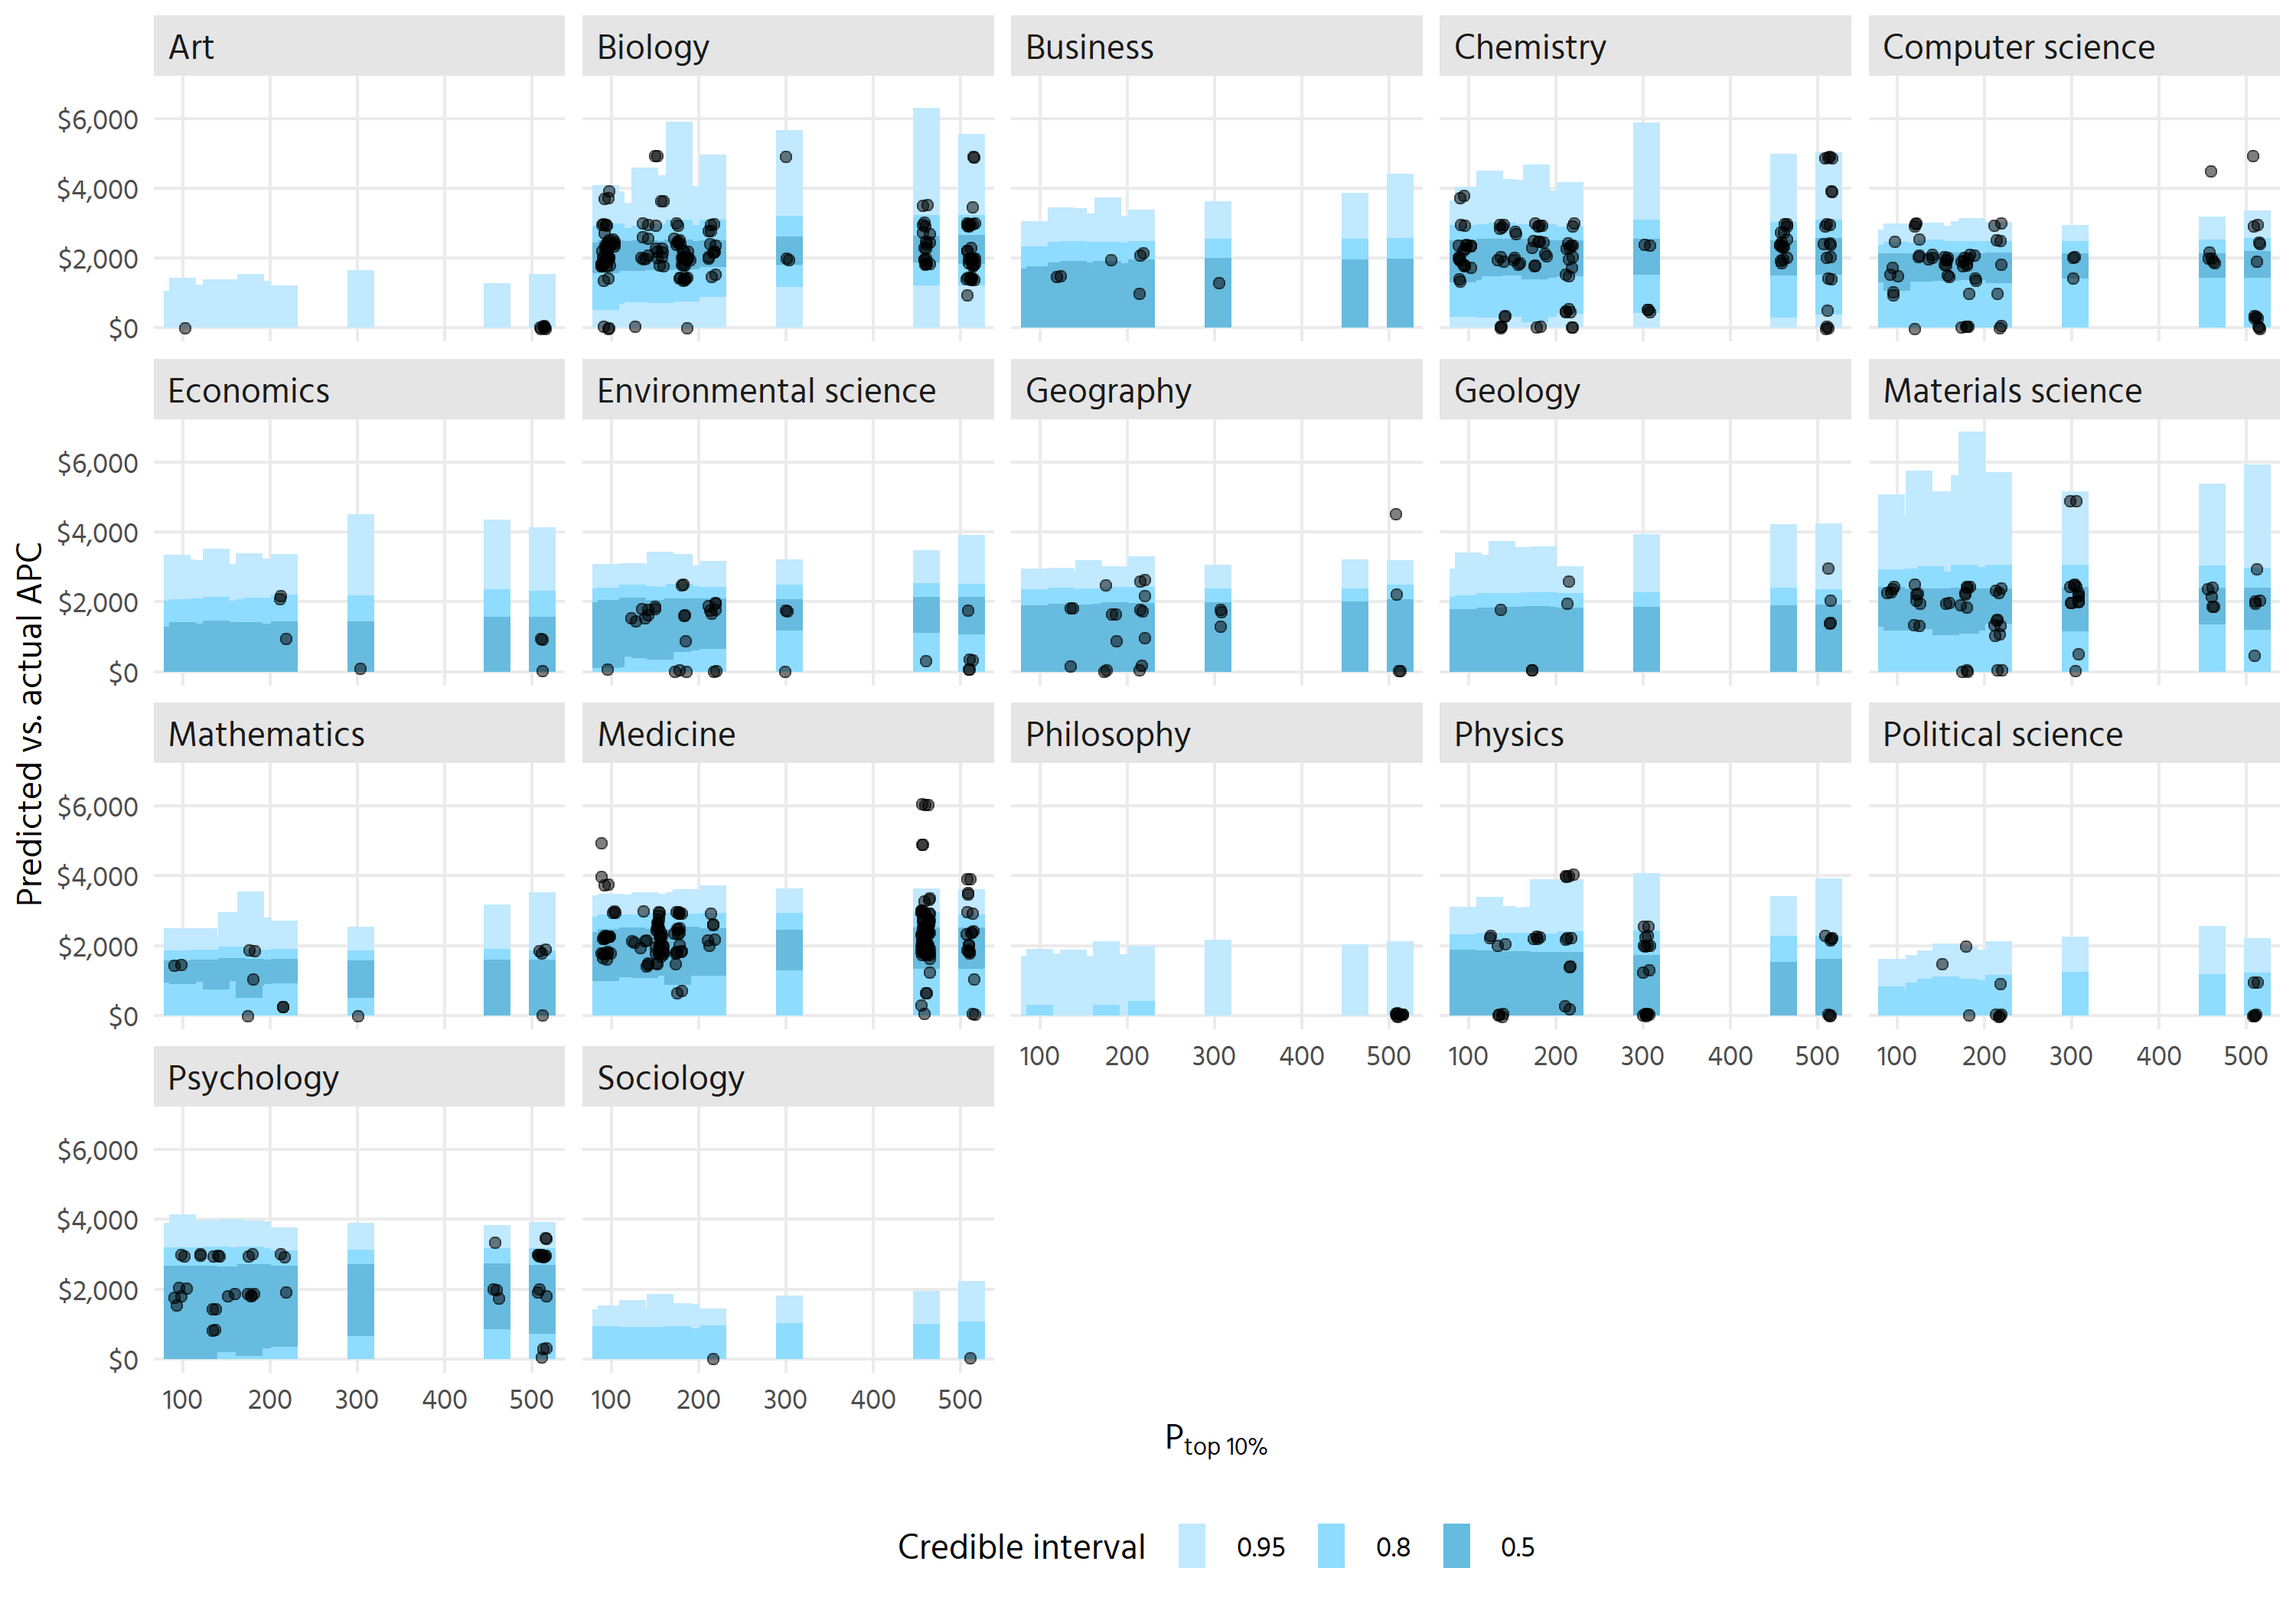 Art Biology Business Chemistry Computer science
$6,000
$4,000
$2,000
$0
Economics Environmental science Geography Geology Materials science
$6,000
$4,000
$2,000
$0
Predicted vs. actual APC
Mathematics Medicine Philosophy Physics Political science
$6,000
$4,000
$2,000
$0
100 200 300 400 500 100 200 300 400 500 100 200 300 400 500
Psychology Sociology
$6,000
$4,000
$2,000
$0
100 200 300 400 500 100 200 300 400 500
P top 10%
Credible interval 0.95 0.8 0.5